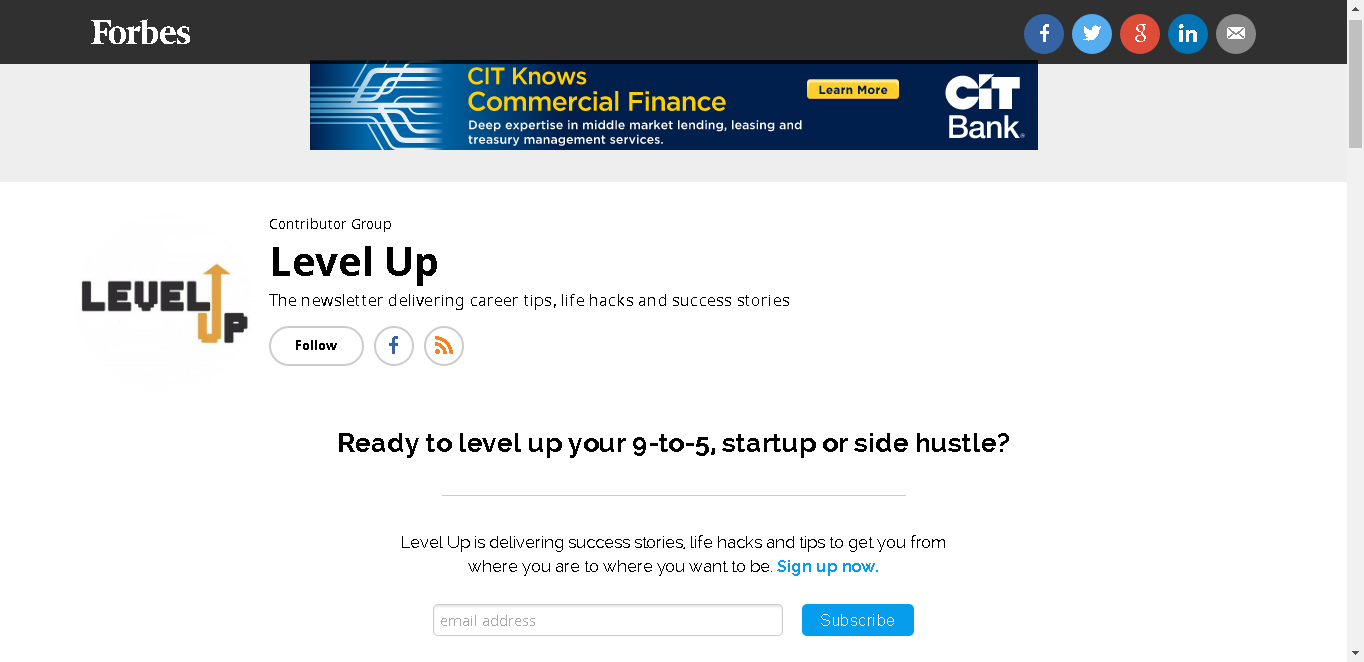 Forbes
CIT Knows
Commercial Finance
Deep expertise in middle market lending, leasing and
treasury management services.
Learn More
CIT
Bank
Contributor Group
Level Up
LEVEL UP
The newsletter delivering career tips, life hacks and success stories
Follow
Ready to level up your 9-to-5, startup or side hustle?
Level Up is delivering success stories, life hacks and tips to get you from
where you are to where you want to be. Sign up now.
email address
Subscribe